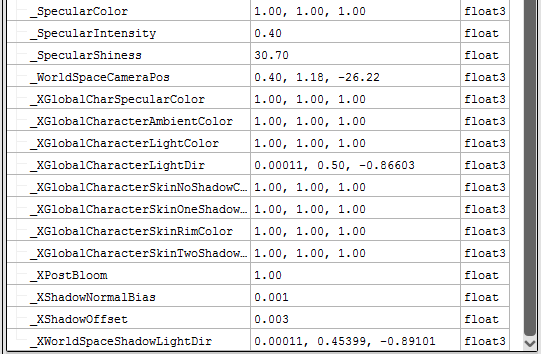 _SpecularColor 1.00, 1.00, 1.00 float3
_SpecularIntensity 0.40 float
_SpecularShiness 30.70 float
_WorldSpaceCameraPos 0.40, 1.18, -26.22 float3
_XGlobalCharSpecularColor 1.00, 1.00, 1.00 float3
_XGlobalCharacterAmbientColor 1.00, 1.00, 1.00 float3
_XGlobalCharacterLightColor 1.00, 1.00, 1.00 float3
_XGlobalCharacterLightDir 0.00011, 0.50, -0.86603 float3
_XGlobalCharacterSkinNoShadowC… 1.00, 1.00, 1.00 float3
_XGlobalCharacterSkinOneShadow… 1.00, 1.00, 1.00 float3
_XGlobalCharacterSkinRimColor 1.00, 1.00, 1.00 float3
_XGlobalCharacterSkinTwoShadow… 1.00, 1.00, 1.00 float3
_XPostBloom 1.00 float
_XShadowNormalBias 0.001 float
_XShadowOffset 0.003 float
_XWorldSpaceShadowLightDir 0.00011, 0.45399, -0.89101 float3